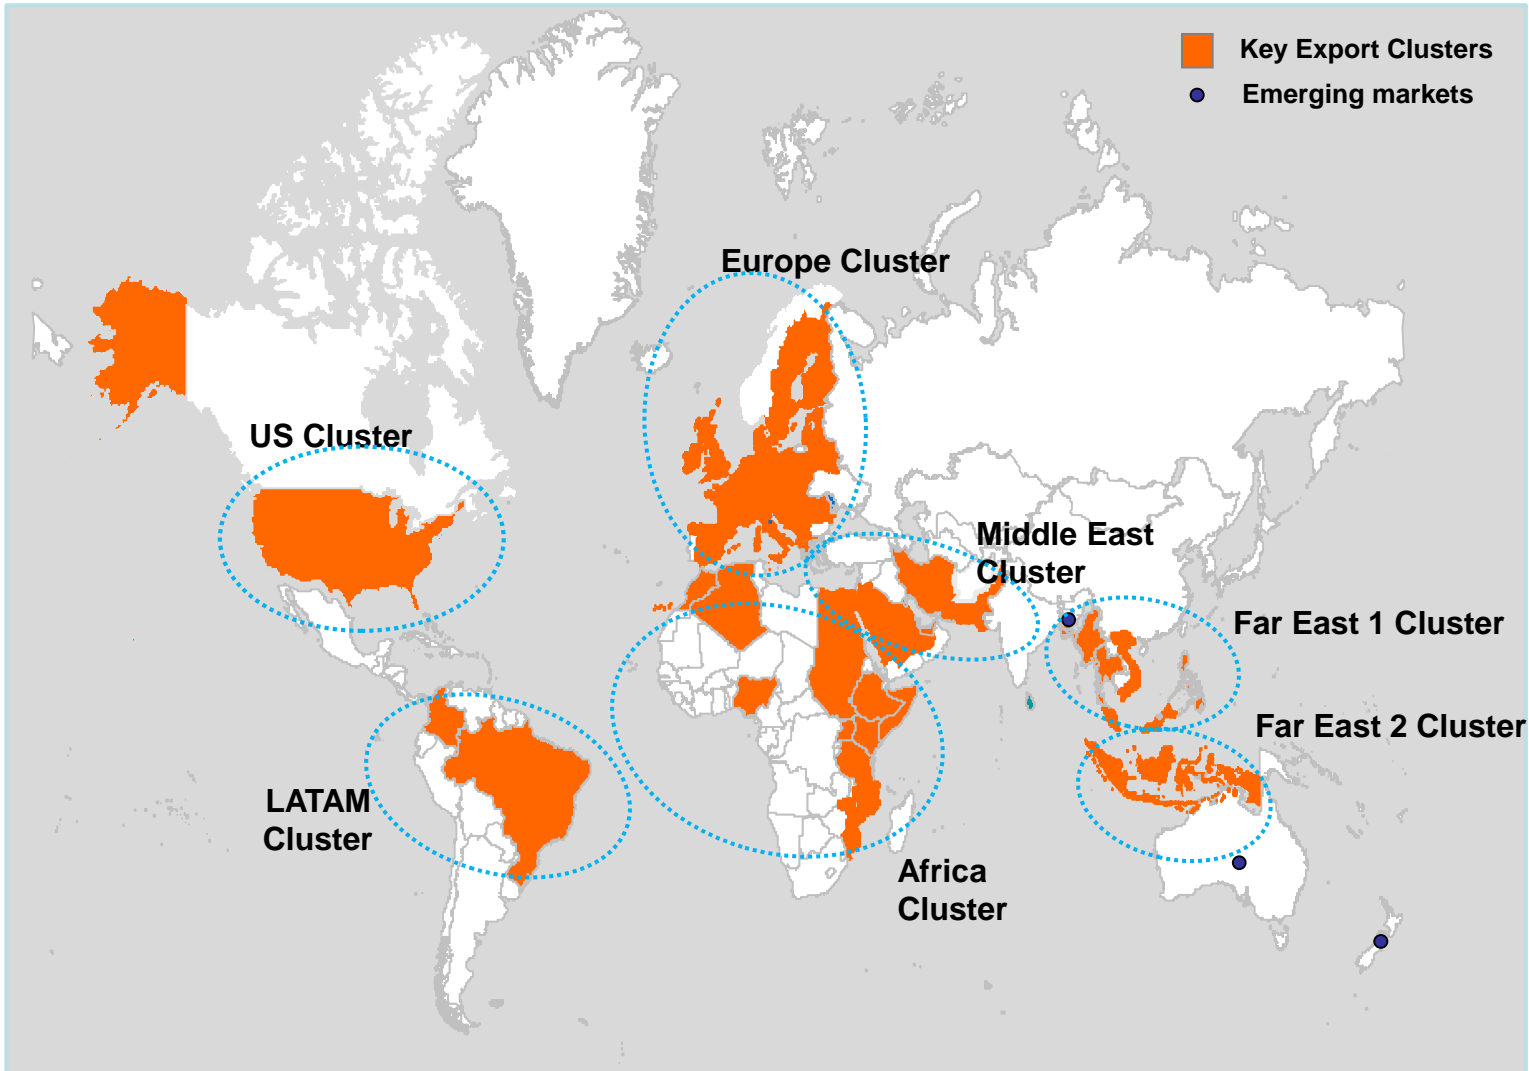 Key Export Clusters
Emerging markets
Europe Cluster
US Cluster
Middle East
Cluster
Far East 1 Cluster
Far East 2 Cluster
LATAM
Cluster
Africa
Cluster